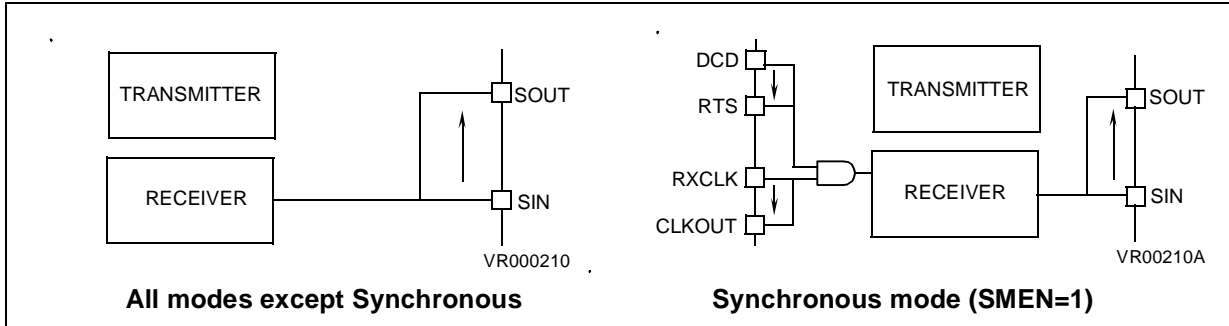 TRANSMITTER
SOUT
RECEIVER
SIN
VR000210
All modes except Synchronous
DCD
RTS
TRANSMITTER
SOUT
RXCLK
RECEIVER
SIN
CLKOUT
VR00210A
Synchronous mode (SMEN=1)